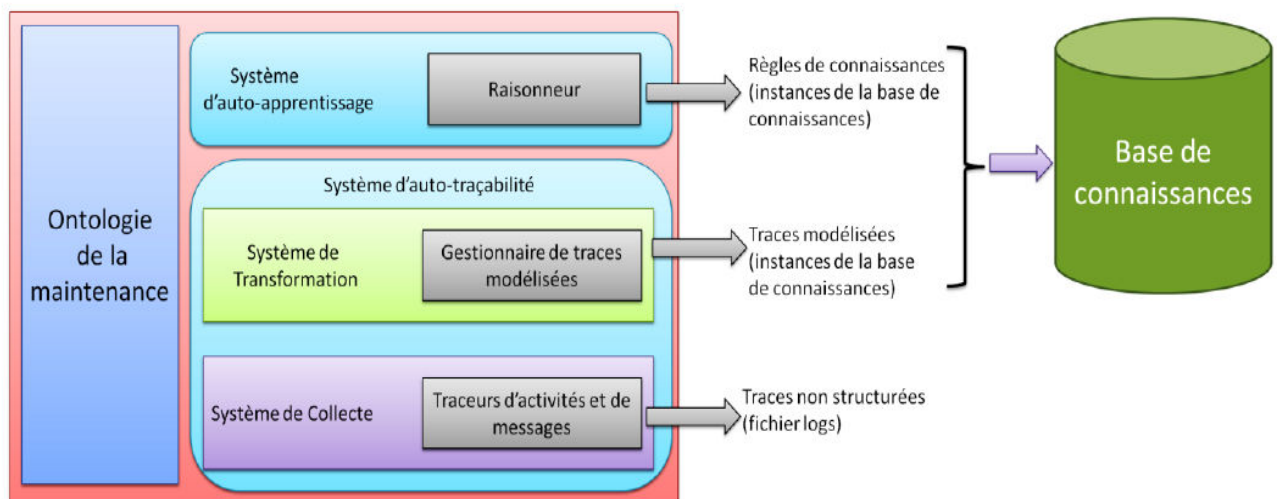 Ontologie
de la
maintenance
Système
d'auto-apprentissage
Raisonneur
Règles de connaissances
(instances de la base de
connaissances)
Système d'auto-traçabilité
Système de
Transformation
Gestionnaire de traces
modélisées
Traces modélisées
(instances de la base
de connaissances)
Système de Collecte
Traceurs d'activités et de
messages
Traces non structurées
(fichier logs)
Base de
connaissances